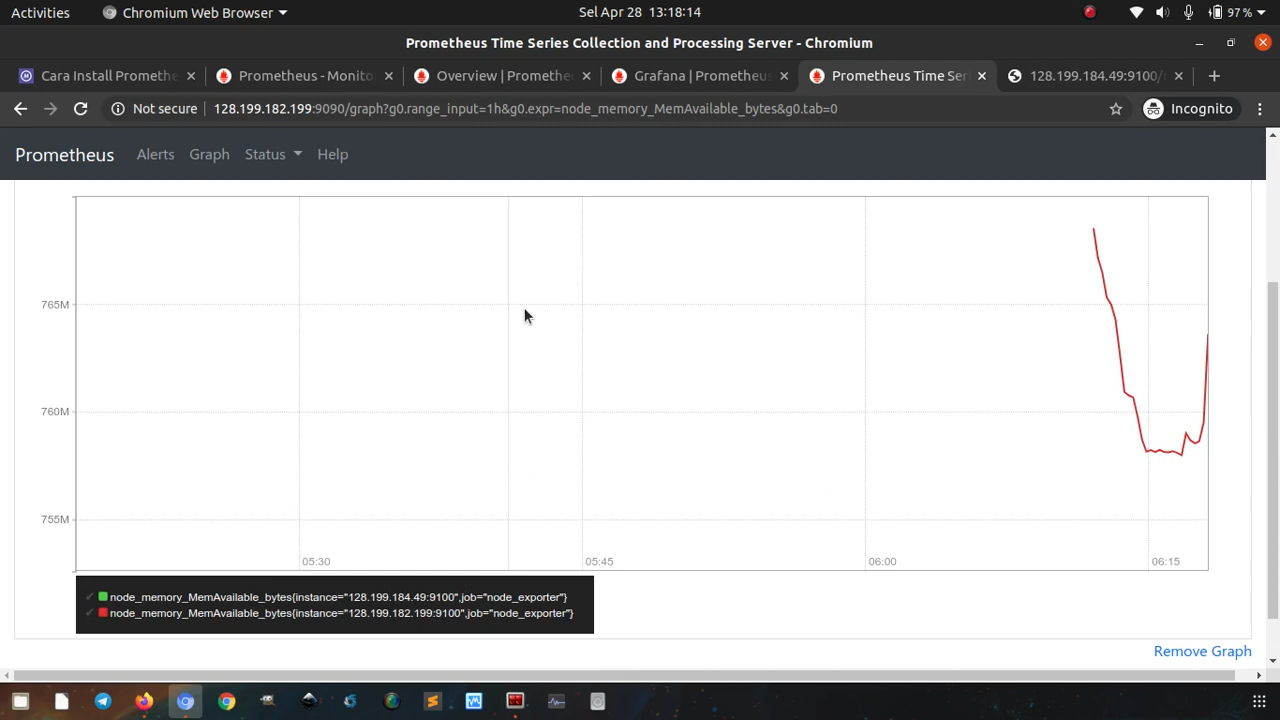 Activities
Chromium Web Browser
Sel Apr 28 13:18:14
97 %
Prometheus Time Series Collection and Processing Server - Chromium
Cara Install Promethe
Prometheus - Monito
Overview | Promethe
Grafana | Prometheus
Prometheus Time Ser
128.199.184.49:9100/
Not secure
128.199.182.199:9090/graph?g0.range_input=1h&g0.expr=node_memory_MemAvailable_bytes&g0.tab=0
Incognito
Prometheus
Alerts
Graph
Status
Help
765M
760M
755M
05:30
05:45
06:00
06:15
node_memory_MemAvailable_bytes{instance="128.199.184.49:9100",job="node_exporter"}
node_memory_MemAvailable_bytes{instance="128.199.182.199:9100",job="node_exporter"}
Remove Graph